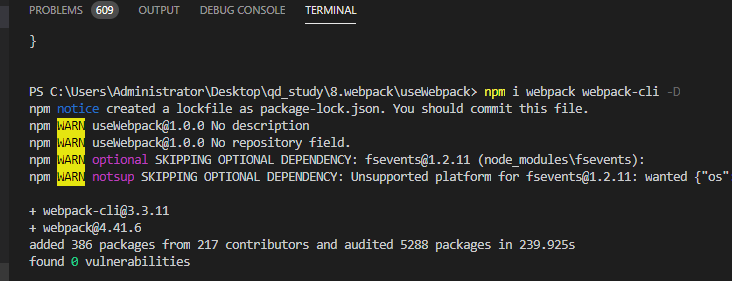 PROBLEMS 609 OUTPUT DEBUG CONSOLE TERMINAL
}
PS C:\Users\Administrator\Desktop\qd_study\8.webpack\useWebpack> npm i webpack webpack-cli -D
npm notice created a lockfile as package-lock.json. You should commit this file.
npm WARN useWebpack@1.0.0 No description
npm WARN useWebpack@1.0.0 No repository field.
npm WARN optional SKIPPING OPTIONAL DEPENDENCY: fsevents@1.2.11 (node_modules\fsevents):
npm WARN notsup SKIPPING OPTIONAL DEPENDENCY: Unsupported platform for fsevents@1.2.11: wanted {"os"
+ webpack-cli@3.3.11
+ webpack@4.41.6
added 386 packages from 217 contributors and audited 5288 packages in 239.925s
found 0 vulnerabilities